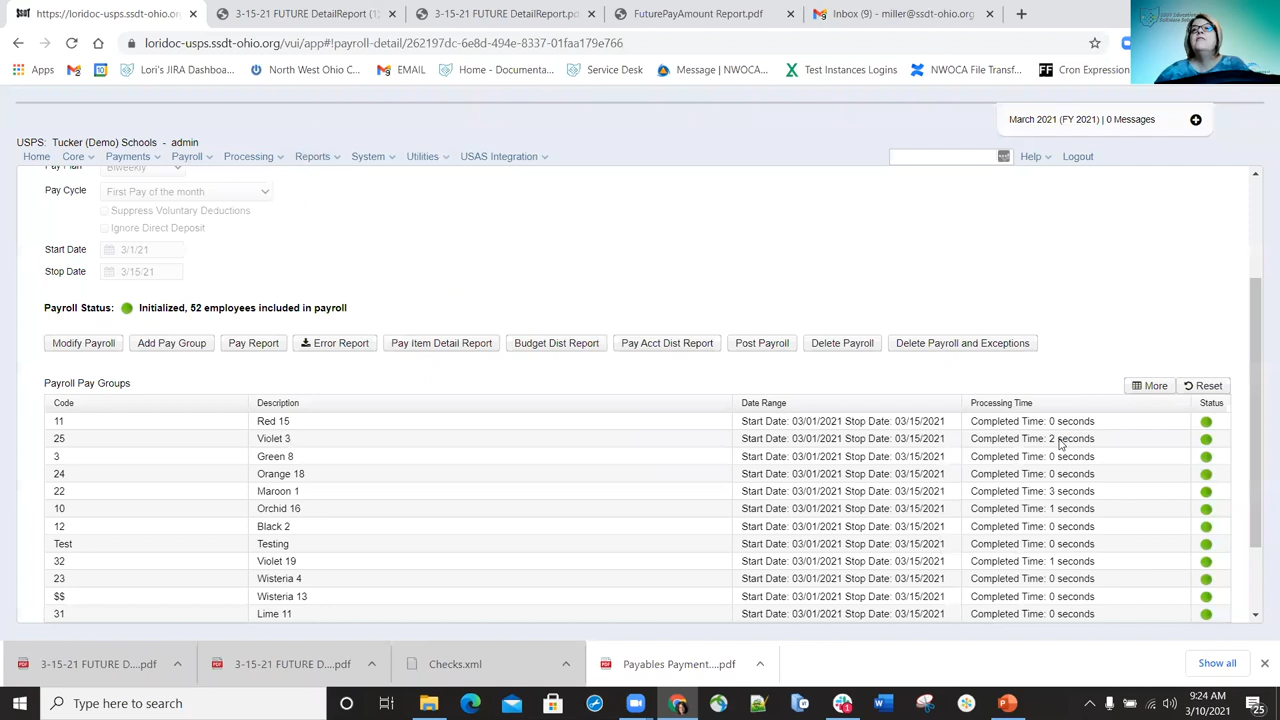 https://loridoc-usps.ssdt-ohio.org/
3-15-21 FUTURE DetailReport (1
3-15-21 FUTURE DetailReport.pd
FuturePayAmount Report.pdf
Inbox (9) - miller@ssdt-ohio.org
loridoc-usps.ssdt-ohio.org/vui/app#!payroll-detail/262197dc-6e8d-494e-8337-01faa179e766
Apps
Lori's JIRA Dashboa...
North West Ohio C...
EMAIL
Home - Documenta...
Service Desk
Message | NWOCA...
Test Instances Logins
NWOCA File Transf...
FF Cron Expression
March 2021 (FY 2021) | 0 Messages
USPS: Tucker (Demo) Schools - admin
Home Core Payments Payroll Processing Reports System Utilities USAS Integration Help Logout
Pay Plan Biweekly
Pay Cycle First Pay of the month
Suppress Voluntary Deductions
Ignore Direct Deposit
Start Date 3/1/21
Stop Date 3/15/21
Payroll Status: Initialized, 52 employees included in payroll
Modify Payroll Add Pay Group Pay Report Error Report Pay Item Detail Report Budget Dist Report Pay Acct Dist Report Post Payroll Delete Payroll Delete Payroll and Exceptions
Payroll Pay Groups More Reset
Code Description Date Range Processing Time Status
11 Red 15 Start Date: 03/01/2021 Stop Date: 03/15/2021 Completed Time: 0 seconds
25 Violet 3 Start Date: 03/01/2021 Stop Date: 03/15/2021 Completed Time: 2 seconds
3 Green 8 Start Date: 03/01/2021 Stop Date: 03/15/2021 Completed Time: 0 seconds
24 Orange 18 Start Date: 03/01/2021 Stop Date: 03/15/2021 Completed Time: 0 seconds
22 Maroon 1 Start Date: 03/01/2021 Stop Date: 03/15/2021 Completed Time: 3 seconds
10 Orchid 16 Start Date: 03/01/2021 Stop Date: 03/15/2021 Completed Time: 1 seconds
12 Black 2 Start Date: 03/01/2021 Stop Date: 03/15/2021 Completed Time: 0 seconds
Test Testing Start Date: 03/01/2021 Stop Date: 03/15/2021 Completed Time: 0 seconds
32 Violet 19 Start Date: 03/01/2021 Stop Date: 03/15/2021 Completed Time: 1 seconds
23 Wisteria 4 Start Date: 03/01/2021 Stop Date: 03/15/2021 Completed Time: 0 seconds
$$ Wisteria 13 Start Date: 03/01/2021 Stop Date: 03/15/2021 Completed Time: 0 seconds
31 Lime 11 Start Date: 03/01/2021 Stop Date: 03/15/2021 Completed Time: 0 seconds
3-15-21 FUTURE D....pdf
3-15-21 FUTURE D....pdf
Checks.xml
Payables Payment....pdf
Show all
Type here to search
9:24 AM
3/10/2021
25